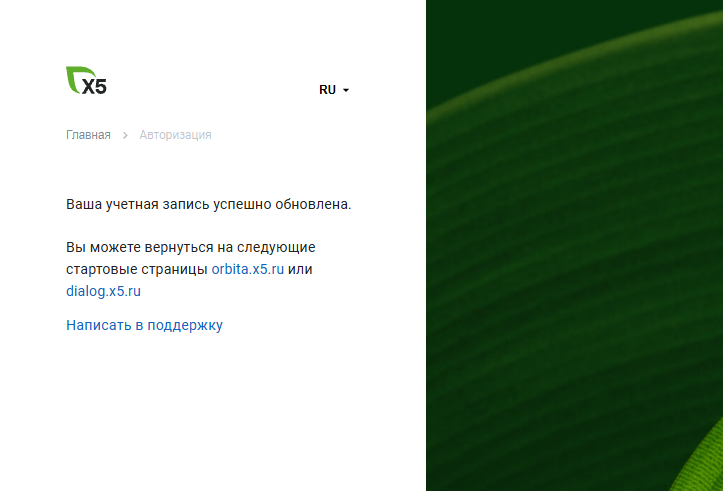 X5
RU
Главная > Авторизация
Ваша учетная запись успешно обновлена.
Вы можете вернуться на следующие
стартовые страницы orbita.x5.ru или
dialog.x5.ru
Написать в поддержку